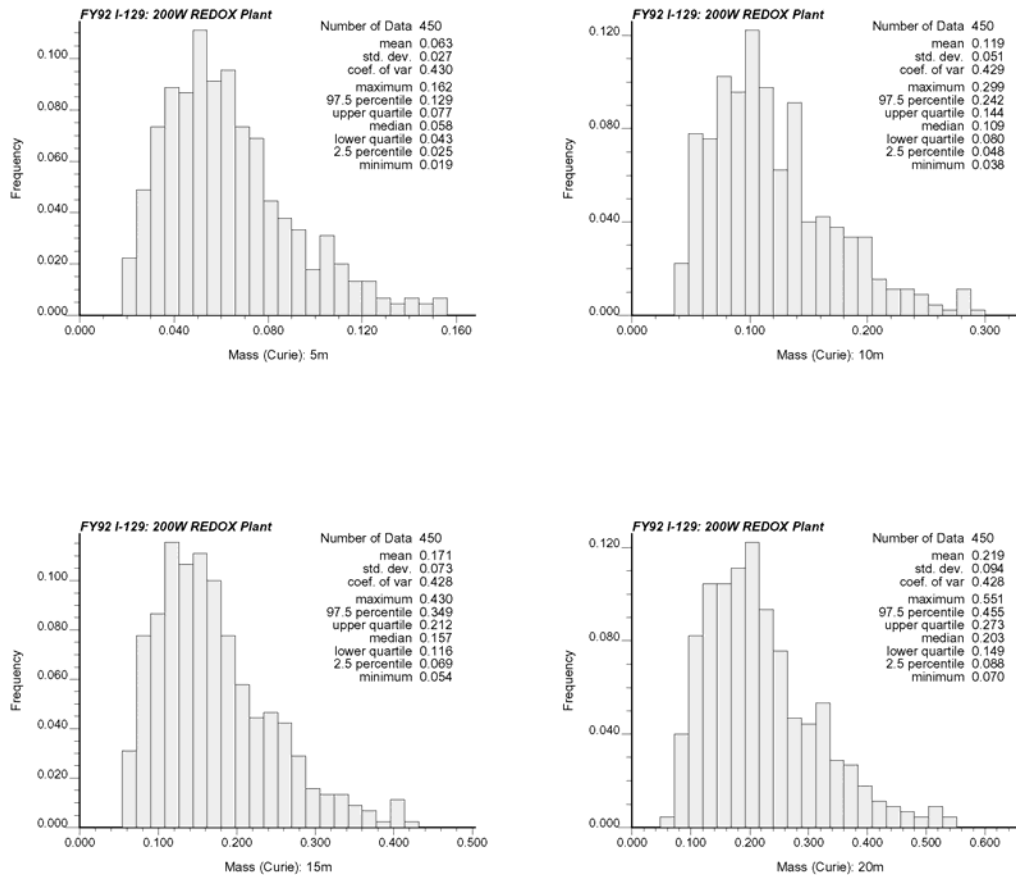 FY92 I-129: 200W REDOX Plant
Number of Data 450
mean 0.063
std. dev. 0.027
coef. of var 0.430
maximum 0.162
97.5 percentile 0.129
upper quartile 0.077
median 0.058
lower quartile 0.043
2.5 percentile 0.025
minimum 0.019
Frequency
0.100
0.080
0.060
0.040
0.020
0.000
0.000 0.040 0.080 0.120 0.160
Mass (Curie): 5m
FY92 I-129: 200W REDOX Plant
Number of Data 450
mean 0.119
std. dev. 0.051
coef. of var 0.429
maximum 0.299
97.5 percentile 0.242
upper quartile 0.144
median 0.109
lower quartile 0.080
2.5 percentile 0.048
minimum 0.038
Frequency
0.120
0.080
0.040
0.000
0.000 0.100 0.200 0.300
Mass (Curie): 10m
FY92 I-129: 200W REDOX Plant
Number of Data 450
mean 0.171
std. dev. 0.073
coef. of var 0.428
maximum 0.430
97.5 percentile 0.349
upper quartile 0.212
median 0.157
lower quartile 0.116
2.5 percentile 0.069
minimum 0.054
Frequency
0.100
0.080
0.060
0.040
0.020
0.000
0.000 0.100 0.200 0.300 0.400 0.500
Mass (Curie): 15m
FY92 I-129: 200W REDOX Plant
Number of Data 450
mean 0.219
std. dev. 0.094
coef. of var 0.428
maximum 0.551
97.5 percentile 0.455
upper quartile 0.273
median 0.203
lower quartile 0.149
2.5 percentile 0.088
minimum 0.070
Frequency
0.120
0.080
0.040
0.000
0.000 0.100 0.200 0.300 0.400 0.500 0.600
Mass (Curie): 20m